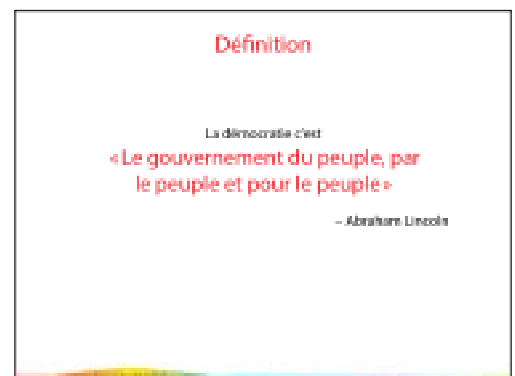 Définition
La démocratie c'est
«Le gouvernement du peuple, par
le peuple et pour le peuple»
– Abraham Lincoln